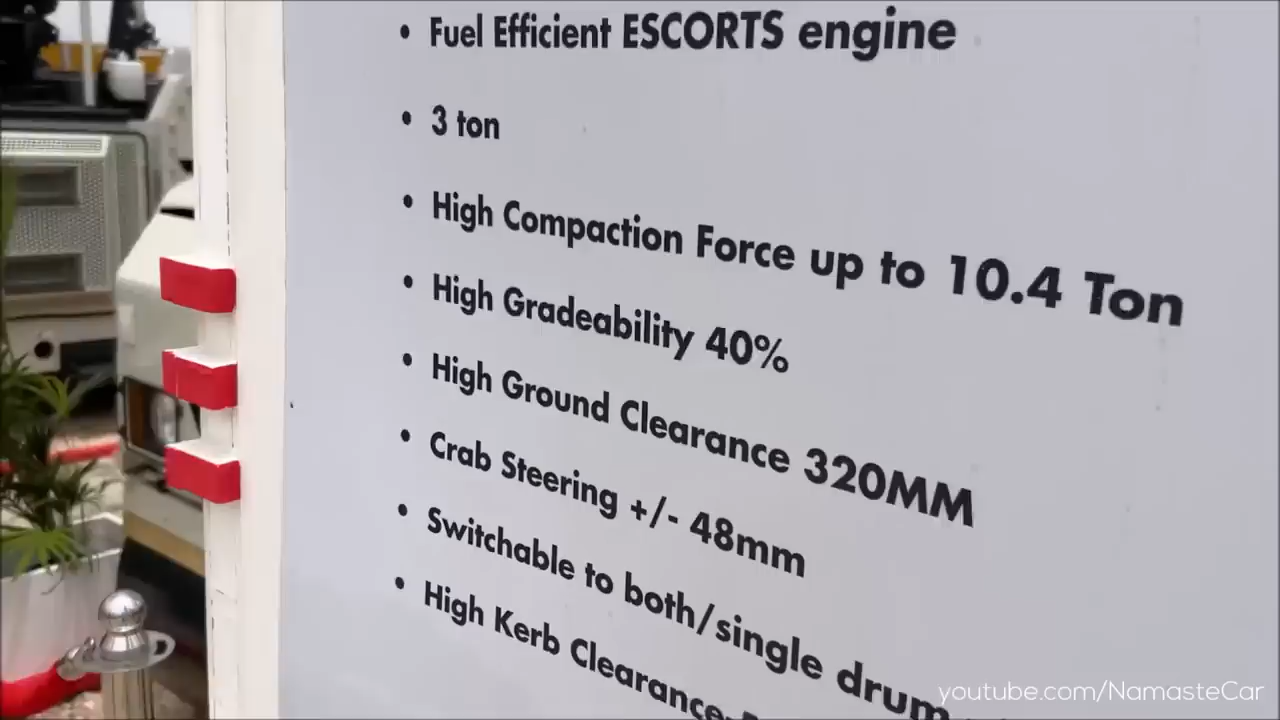 • Fuel Efficient ESCORTS engine
• 3 ton
• High Compaction Force up to 10.4 Ton
• High Gradeability 40%
• High Ground Clearance 320MM
• Crab Steering +/- 48mm
• Switchable to both/single drum
• High Kerb Clearance-
youtube.com/NamasteCar